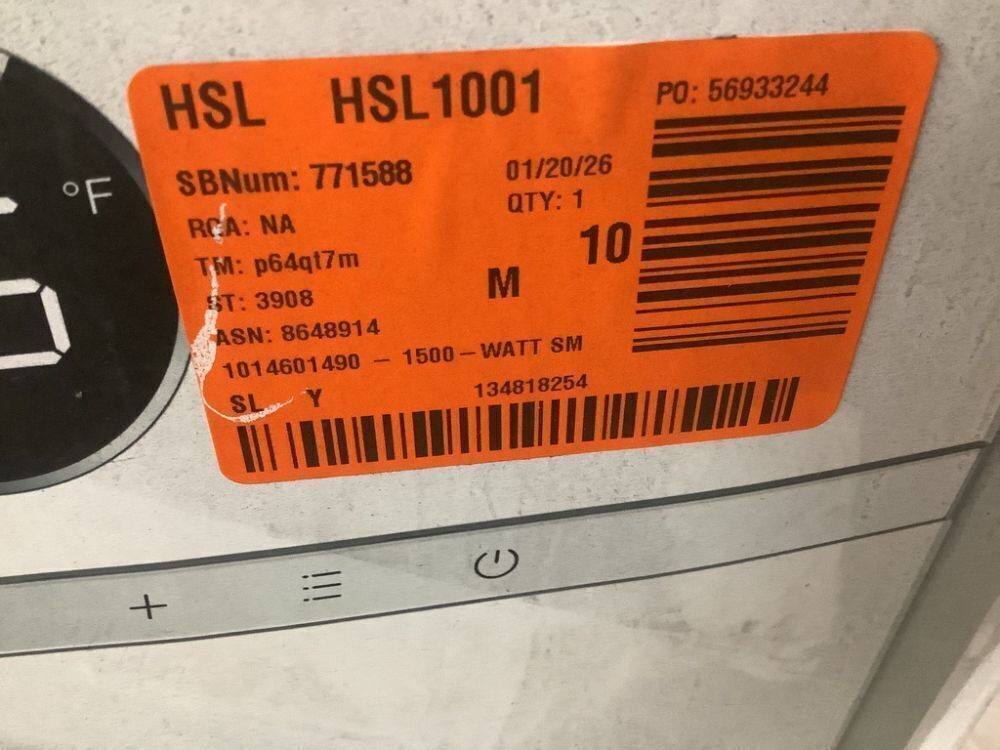 HSL HSL1001
PO: 56933244
SBNum: 771588
01/20/26
RGA: NA
QTY: 1
TM: p64qt7m
10
M
ST: 3908
ASN: 8648914
1014601490 - 1500-WATT SM
SL Y
134818254
°F